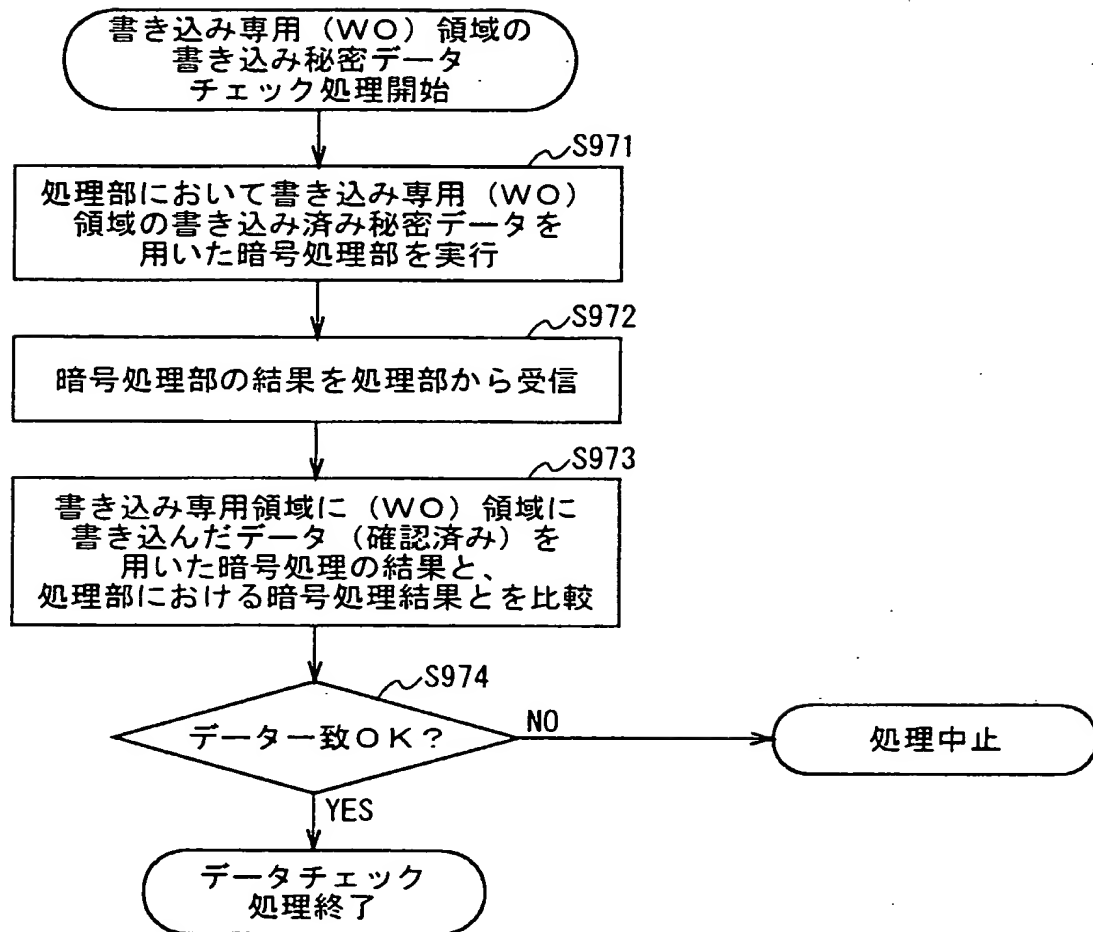 書き込み専用（WO）領域の
書き込み秘密データ
チェック処理開始
S971
処理部において書き込み専用（WO）
領域の書き込み済み秘密データを
用いた暗号処理部を実行
S972
暗号処理部の結果を処理部から受信
S973
書き込み専用領域に（WO）領域に
書き込んだデータ（確認済み）を
用いた暗号処理の結果と、
処理部における暗号処理結果とを比較
S974
データ一致OK？
NO
処理中止
YES
データチェック
処理終了